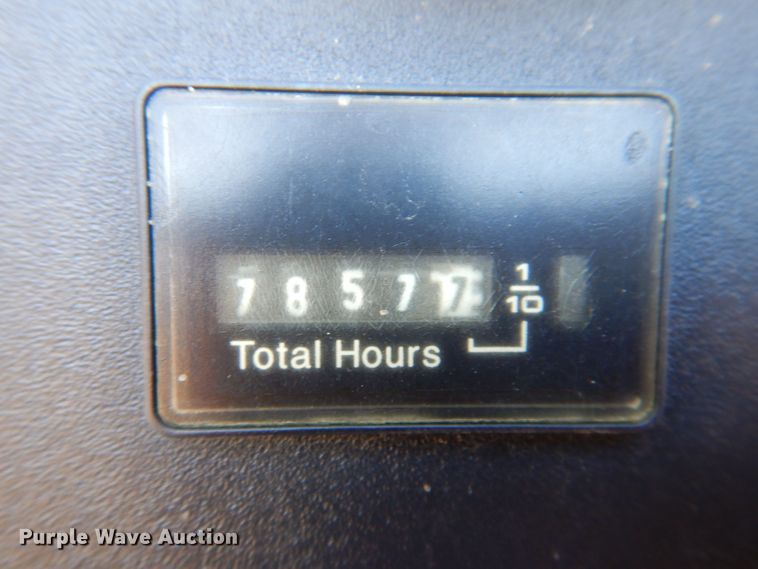 7 8 5 7 7 1/10
Total Hours
Purple Wave Auction